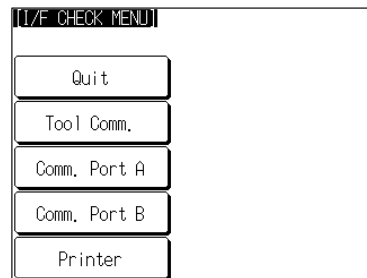 [I/F CHECK MENU]
Quit
Tool Comm.
Comm. Port A
Comm. Port B
Printer